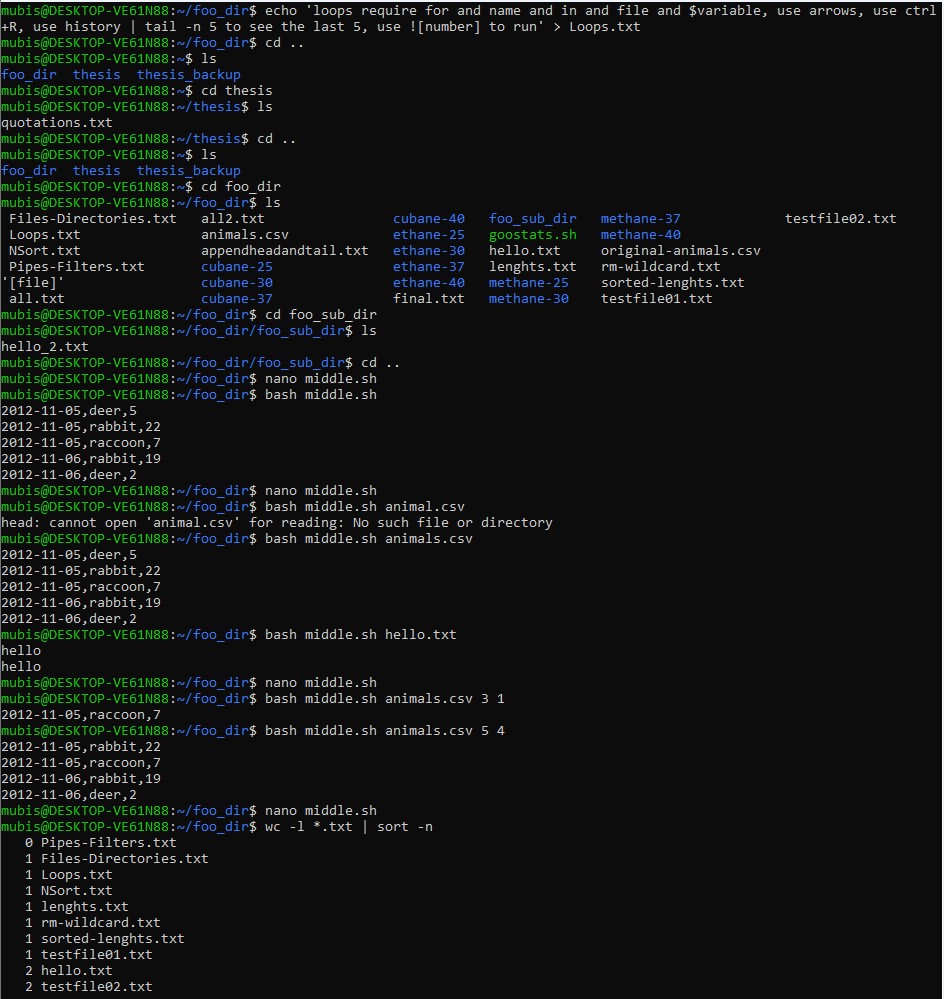 mubis@DESKTOP-VE61N88:~/foo_dir$ echo 'loops require for and name and in and file and $variable, use arrows, use ctrl
+R, use history | tail -n 5 to see the last 5, use ![number] to run' > Loops.txt
mubis@DESKTOP-VE61N88:~/foo_dir$ cd ..
mubis@DESKTOP-VE61N88:~$ ls
foo_dir  thesis  thesis_backup
mubis@DESKTOP-VE61N88:~$ cd thesis
mubis@DESKTOP-VE61N88:~/thesis$ ls
quotations.txt
mubis@DESKTOP-VE61N88:~/thesis$ cd ..
mubis@DESKTOP-VE61N88:~$ ls
foo_dir  thesis  thesis_backup
mubis@DESKTOP-VE61N88:~$ cd foo_dir
mubis@DESKTOP-VE61N88:~/foo_dir$ ls
 Files-Directories.txt   all2.txt                cubane-40   foo_sub_dir   methane-37             testfile02.txt
 Loops.txt               animals.csv             ethane-25   goostats.sh   methane-40
 NSort.txt               appendheadandtail.txt   ethane-30   hello.txt     original-animals.csv
 Pipes-Filters.txt       cubane-25               ethane-37   lenghts.txt   rm-wildcard.txt
'[file]'                 cubane-30               ethane-40   methane-25    sorted-lenghts.txt
 all.txt                 cubane-37               final.txt   methane-30    testfile01.txt
mubis@DESKTOP-VE61N88:~/foo_dir$ cd foo_sub_dir
mubis@DESKTOP-VE61N88:~/foo_dir/foo_sub_dir$ ls
hello_2.txt
mubis@DESKTOP-VE61N88:~/foo_dir/foo_sub_dir$ cd ..
mubis@DESKTOP-VE61N88:~/foo_dir$ nano middle.sh
mubis@DESKTOP-VE61N88:~/foo_dir$ bash middle.sh
2012-11-05,deer,5
2012-11-05,rabbit,22
2012-11-05,raccoon,7
2012-11-06,rabbit,19
2012-11-06,deer,2
mubis@DESKTOP-VE61N88:~/foo_dir$ nano middle.sh
mubis@DESKTOP-VE61N88:~/foo_dir$ bash middle.sh animal.csv
head: cannot open 'animal.csv' for reading: No such file or directory
mubis@DESKTOP-VE61N88:~/foo_dir$ bash middle.sh animals.csv
2012-11-05,deer,5
2012-11-05,rabbit,22
2012-11-05,raccoon,7
2012-11-06,rabbit,19
2012-11-06,deer,2
mubis@DESKTOP-VE61N88:~/foo_dir$ bash middle.sh hello.txt
hello
hello
mubis@DESKTOP-VE61N88:~/foo_dir$ nano middle.sh
mubis@DESKTOP-VE61N88:~/foo_dir$ bash middle.sh animals.csv 3 1
2012-11-05,raccoon,7
mubis@DESKTOP-VE61N88:~/foo_dir$ bash middle.sh animals.csv 5 4
2012-11-05,rabbit,22
2012-11-05,raccoon,7
2012-11-06,rabbit,19
2012-11-06,deer,2
mubis@DESKTOP-VE61N88:~/foo_dir$ nano middle.sh
mubis@DESKTOP-VE61N88:~/foo_dir$ wc -l *.txt | sort -n
   0 Pipes-Filters.txt
   1 Files-Directories.txt
   1 Loops.txt
   1 NSort.txt
   1 lenghts.txt
   1 rm-wildcard.txt
   1 sorted-lenghts.txt
   1 testfile01.txt
   2 hello.txt
   2 testfile02.txt